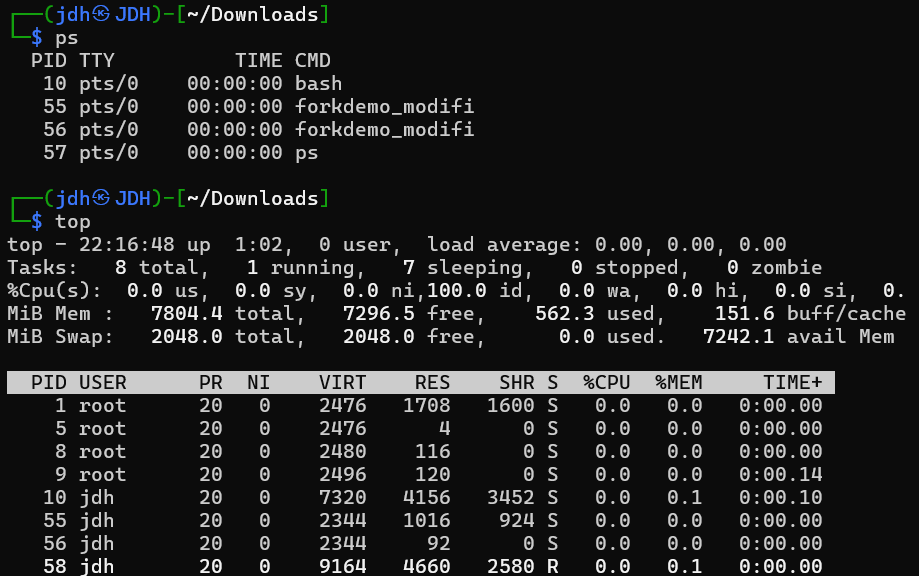 ┌──(jdh㉿JDH)-[~/Downloads]
└─$ ps
  PID TTY          TIME CMD
   10 pts/0    00:00:00 bash
   55 pts/0    00:00:00 forkdemo_modifi
   56 pts/0    00:00:00 forkdemo_modifi
   57 pts/0    00:00:00 ps
┌──(jdh㉿JDH)-[~/Downloads]
└─$ top
top - 22:16:48 up  1:02,  0 user,  load average: 0.00, 0.00, 0.00
Tasks:   8 total,   1 running,   7 sleeping,   0 stopped,   0 zombie
%Cpu(s):  0.0 us,  0.0 sy,  0.0 ni,100.0 id,  0.0 wa,  0.0 hi,  0.0 si,  0.
MiB Mem :   7804.4 total,   7296.5 free,    562.3 used,    151.6 buff/cache
MiB Swap:   2048.0 total,   2048.0 free,      0.0 used.   7242.1 avail Mem
  PID USER      PR  NI    VIRT    RES    SHR S  %CPU  %MEM     TIME+
    1 root      20   0    2476   1708   1600 S   0.0   0.0   0:00.00
    5 root      20   0    2476      4      0 S   0.0   0.0   0:00.00
    8 root      20   0    2480    116      0 S   0.0   0.0   0:00.00
    9 root      20   0    2496    120      0 S   0.0   0.0   0:00.14
   10 jdh       20   0    7320   4156   3452 S   0.0   0.1   0:00.10
   55 jdh       20   0    2344   1016    924 S   0.0   0.0   0:00.00
   56 jdh       20   0    2344     92      0 S   0.0   0.0   0:00.00
   58 jdh       20   0    9164   4660   2580 R   0.0   0.1   0:00.00